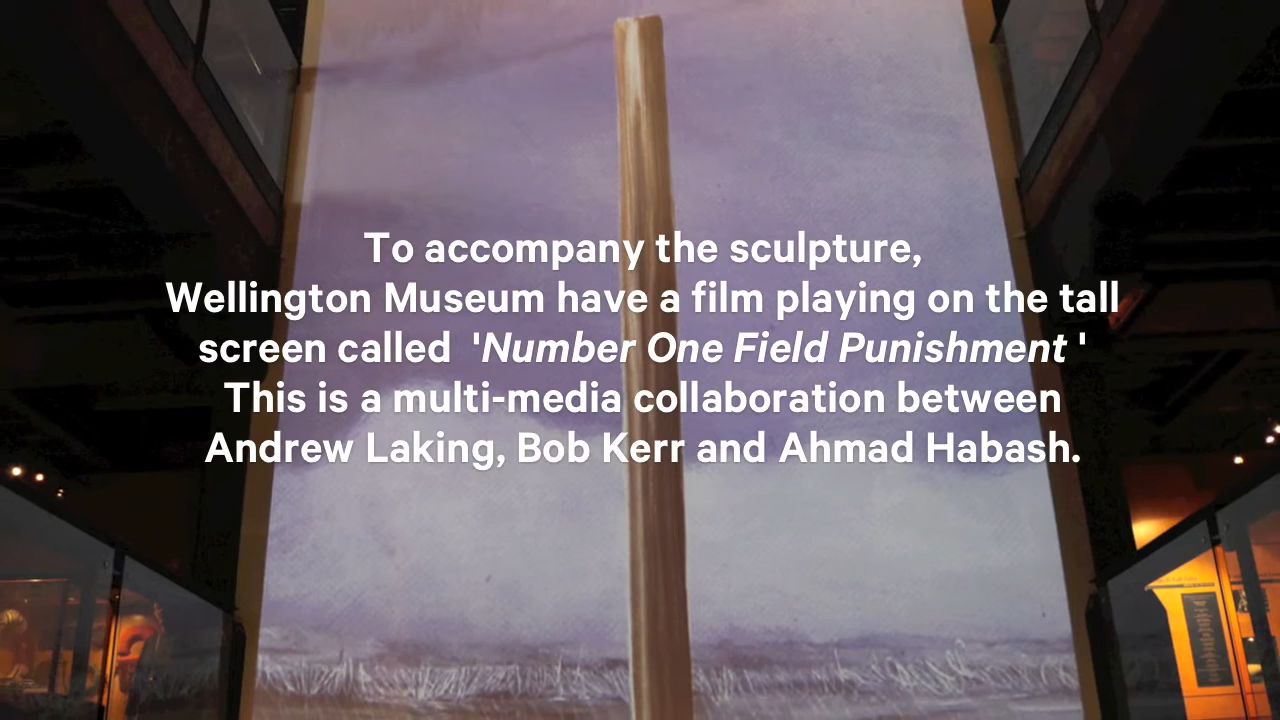 To accompany the sculpture,
Wellington Museum have a film playing on the tall
screen called 'Number One Field Punishment '
This is a multi-media collaboration between
Andrew Laking, Bob Kerr and Ahmad Habash.